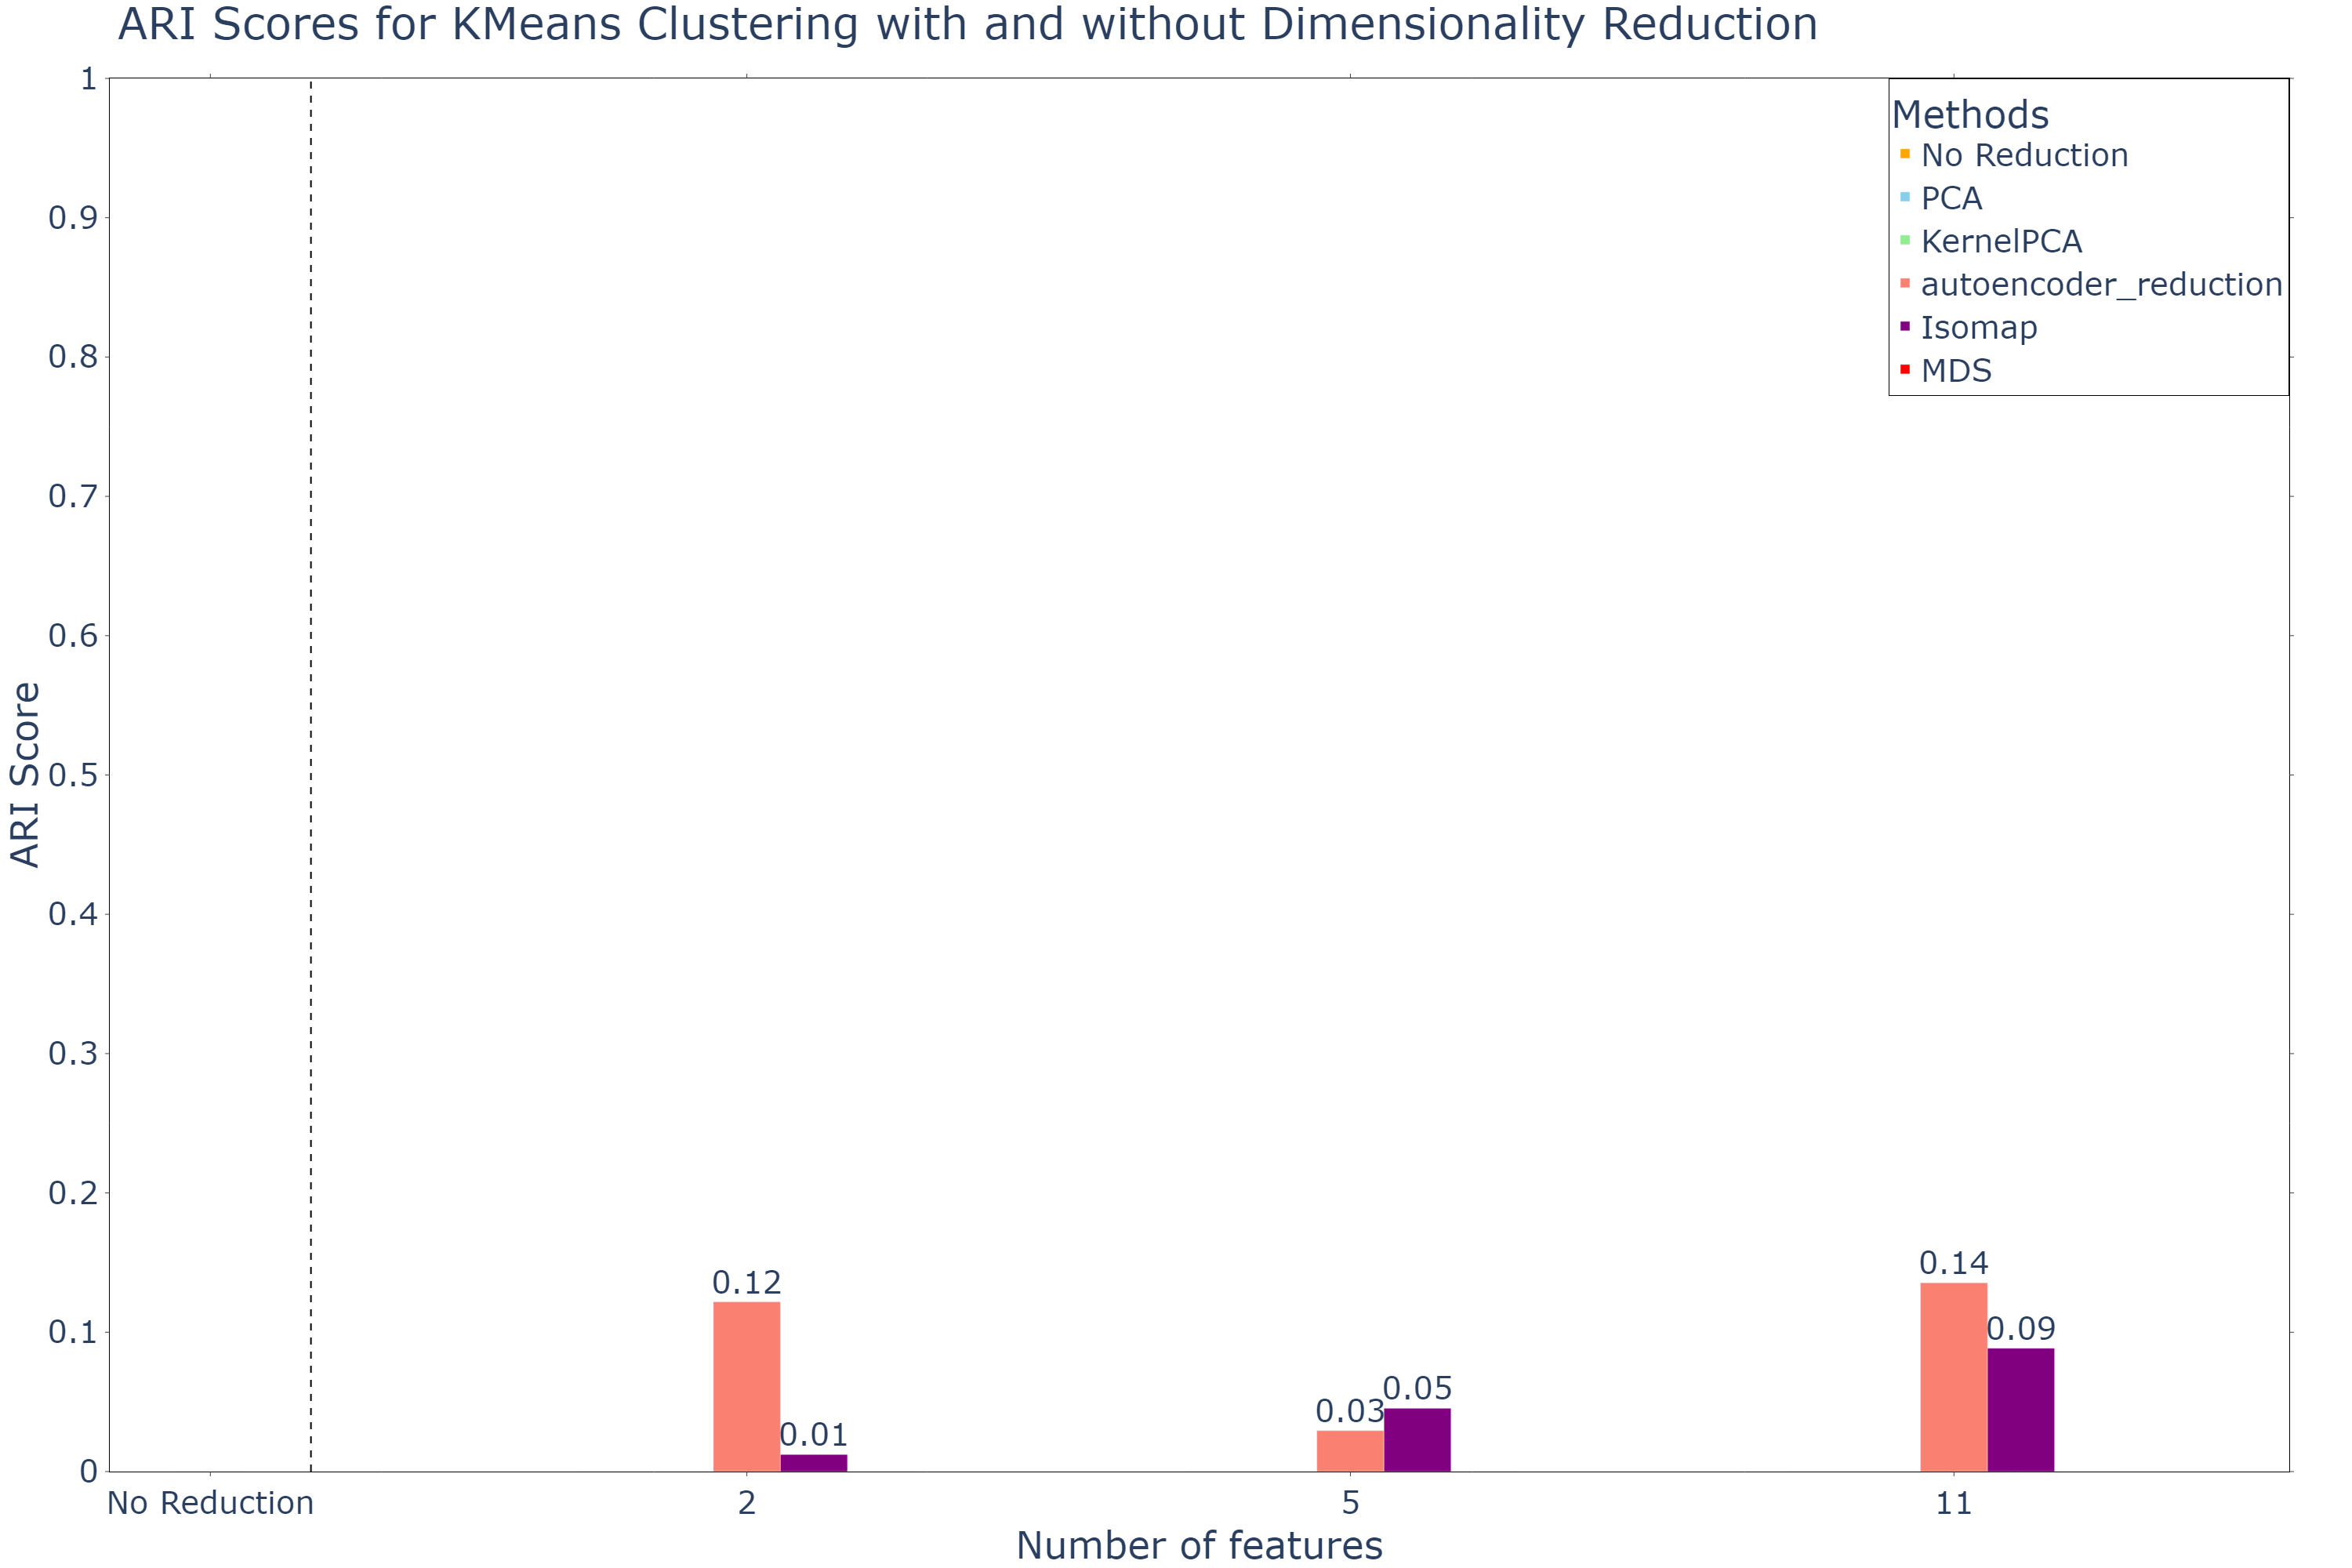 ARI Scores for KMeans Clustering with and without Dimensionality Reduction
Methods
No Reduction
PCA
KernelPCA
autoencoder_reduction
Isomap
MDS
ARI Score
1
0.9
0.8
0.7
0.6
0.5
0.4
0.3
0.2
0.1
0
0.12
0.01
0.03
0.05
0.14
0.09
No Reduction
2
5
11
Number of features